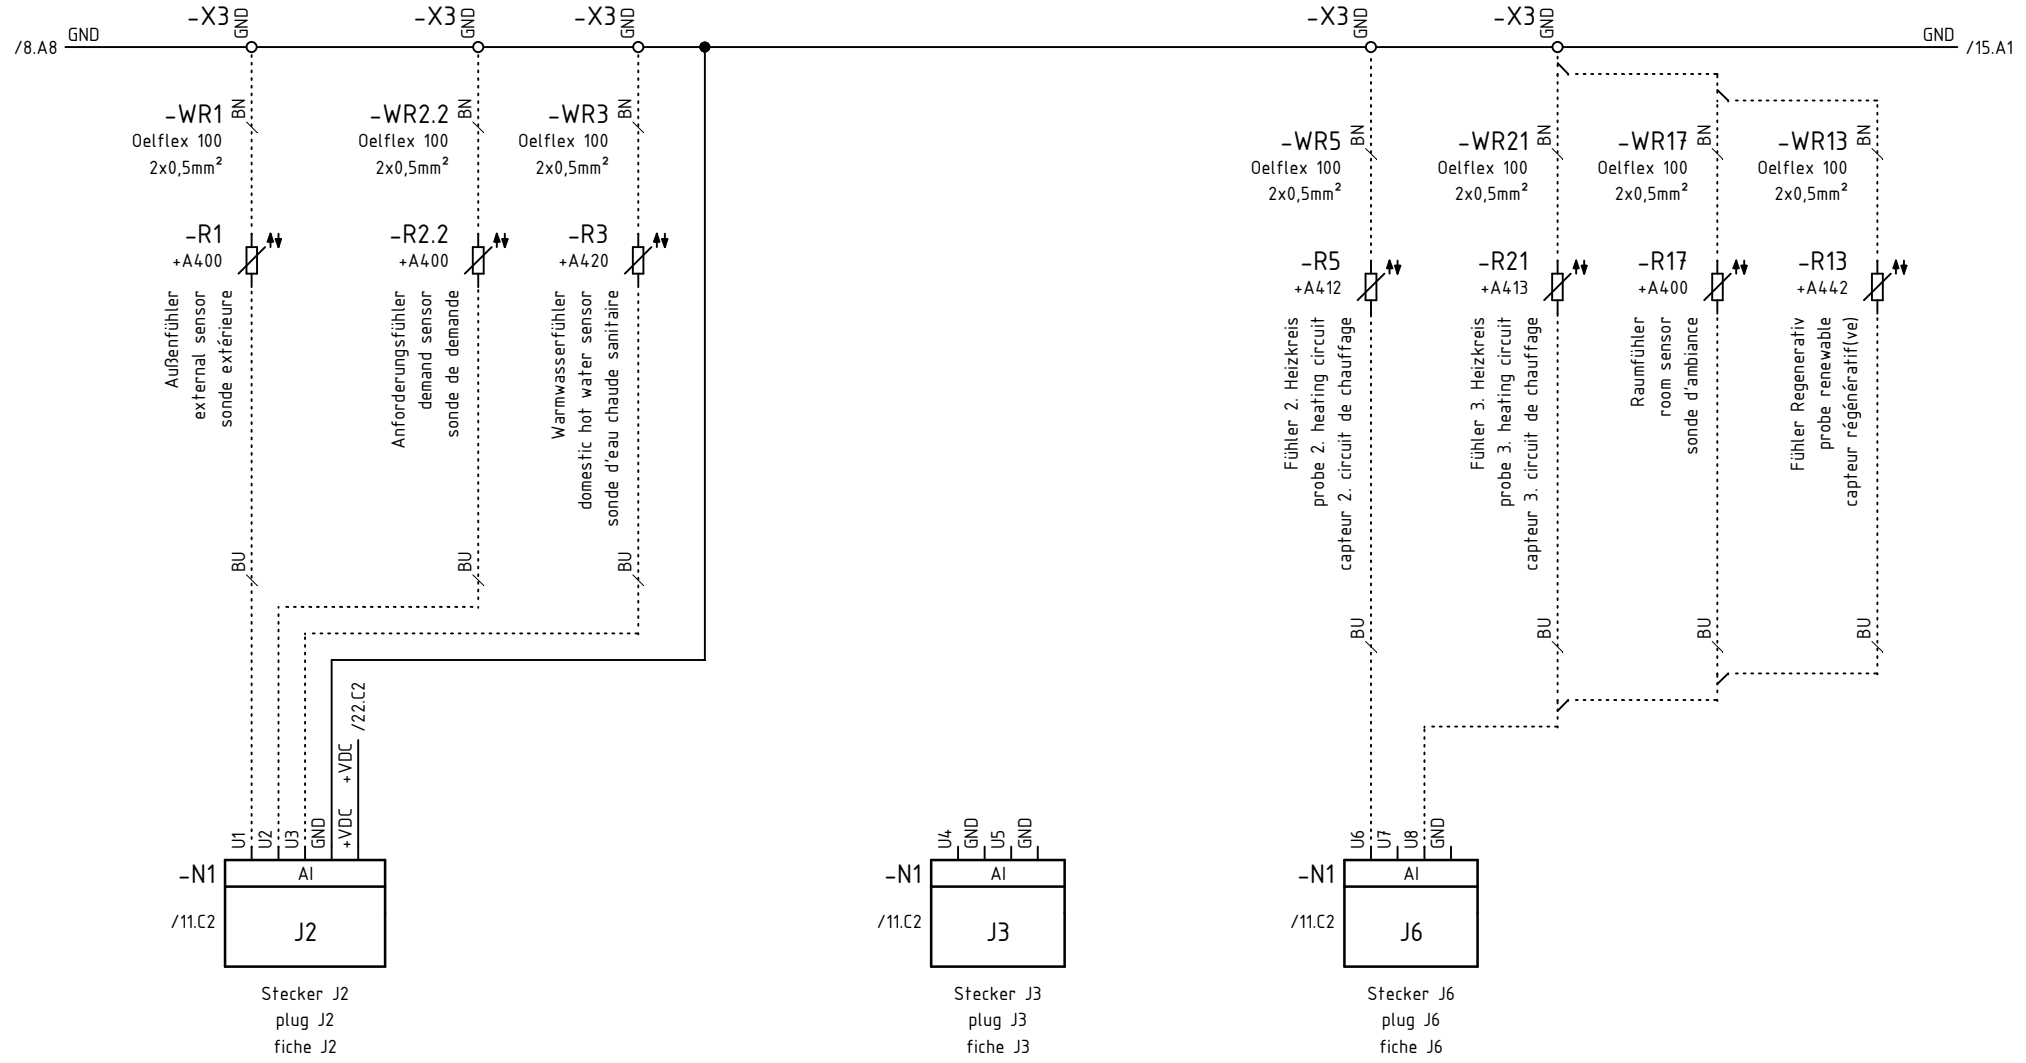 -X3
GND
-X3
GND
-X3
GND
-X3
GND
-X3
GND
/8.A8
GND
GND
/15.A1
-WR1
BN
Oelflex 100
2x0,5mm²
-WR2.2
BN
Oelflex 100
2x0,5mm²
-WR3
BN
Oelflex 100
2x0,5mm²
-WR5
BN
Oelflex 100
2x0,5mm²
-WR21
BN
Oelflex 100
2x0,5mm²
-WR17
BN
Oelflex 100
2x0,5mm²
-WR13
BN
Oelflex 100
2x0,5mm²
-R1
+A400
Außenfühler
external sensor
sonde extérieure
-R2.2
+A400
Anforderungsfühler
demand sensor
sonde de demande
-R3
+A420
Warmwasserfühler
domestic hot water sensor
sonde d'eau chaude sanitaire
-R5
+A412
Fühler 2. Heizkreis
probe 2. heating circuit
capteur 2. circuit de chauffage
-R21
+A413
Fühler 3. Heizkreis
probe 3. heating circuit
capteur 3. circuit de chauffage
-R17
+A400
Raumfühler
room sensor
sonde d'ambiance
-R13
+A442
Fühler Regenerativ
probe renewable
capteur régénératif(ve)
BU
BU
BU
BU
BU
BU
BU
/22.C2
+VDC
U1
U2
U3
GND
+VDC
-N1
AI
/11.C2
J2
Stecker J2
plug J2
fiche J2
U4
GND
U5
GND
-N1
AI
/11.C2
J3
Stecker J3
plug J3
fiche J3
U6
U7
U8
GND
-N1
AI
/11.C2
J6
Stecker J6
plug J6
fiche J6